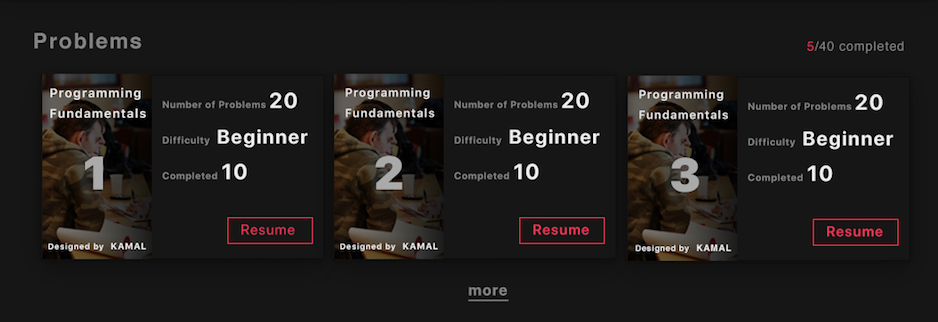 Problems
5/40 completed
Programming
Fundamentals
1
Designed by KAMAL
Number of Problems 20
Difficulty Beginner
Completed 10
Resume
Programming
Fundamentals
2
Designed by KAMAL
Number of Problems 20
Difficulty Beginner
Completed 10
Resume
Programming
Fundamentals
3
Designed by KAMAL
Number of Problems 20
Difficulty Beginner
Completed 10
Resume
more